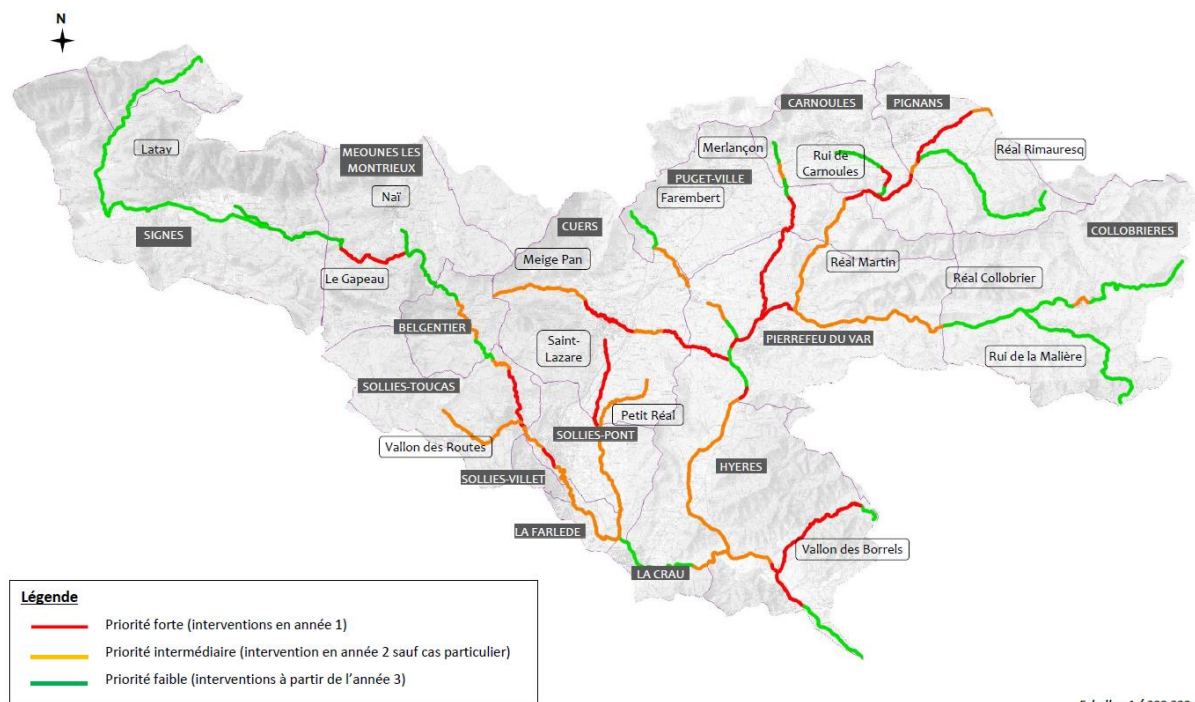 N
CARNOULES
PIGNANS
Latay
MEOUNES LES
MONTRIEUX
Merlançon
Rui de
Carnoules
Réal Rimauresq
PUGET-VILLE
Naï
Farembert
CUERS
COLLOBRIERES
SIGNES
Meige Pan
Réal Martin
Réal Collobrier
Le Gapeau
BELGENTIER
Saint-
Lazare
PIERREFEU DU VAR
Rui de la Malière
SOLLIES-TOUCAS
Petit Réal
SOLLIES-PONT
Vallon des Routes
HYERES
SOLLIES-VILLET
LA FARLEDE
Vallon des Borrels
LA CRAU
Légende
Priorité forte (interventions en année 1)
Priorité intermédiaire (intervention en année 2 sauf cas particulier)
Priorité faible (interventions à partir de l'année 3)